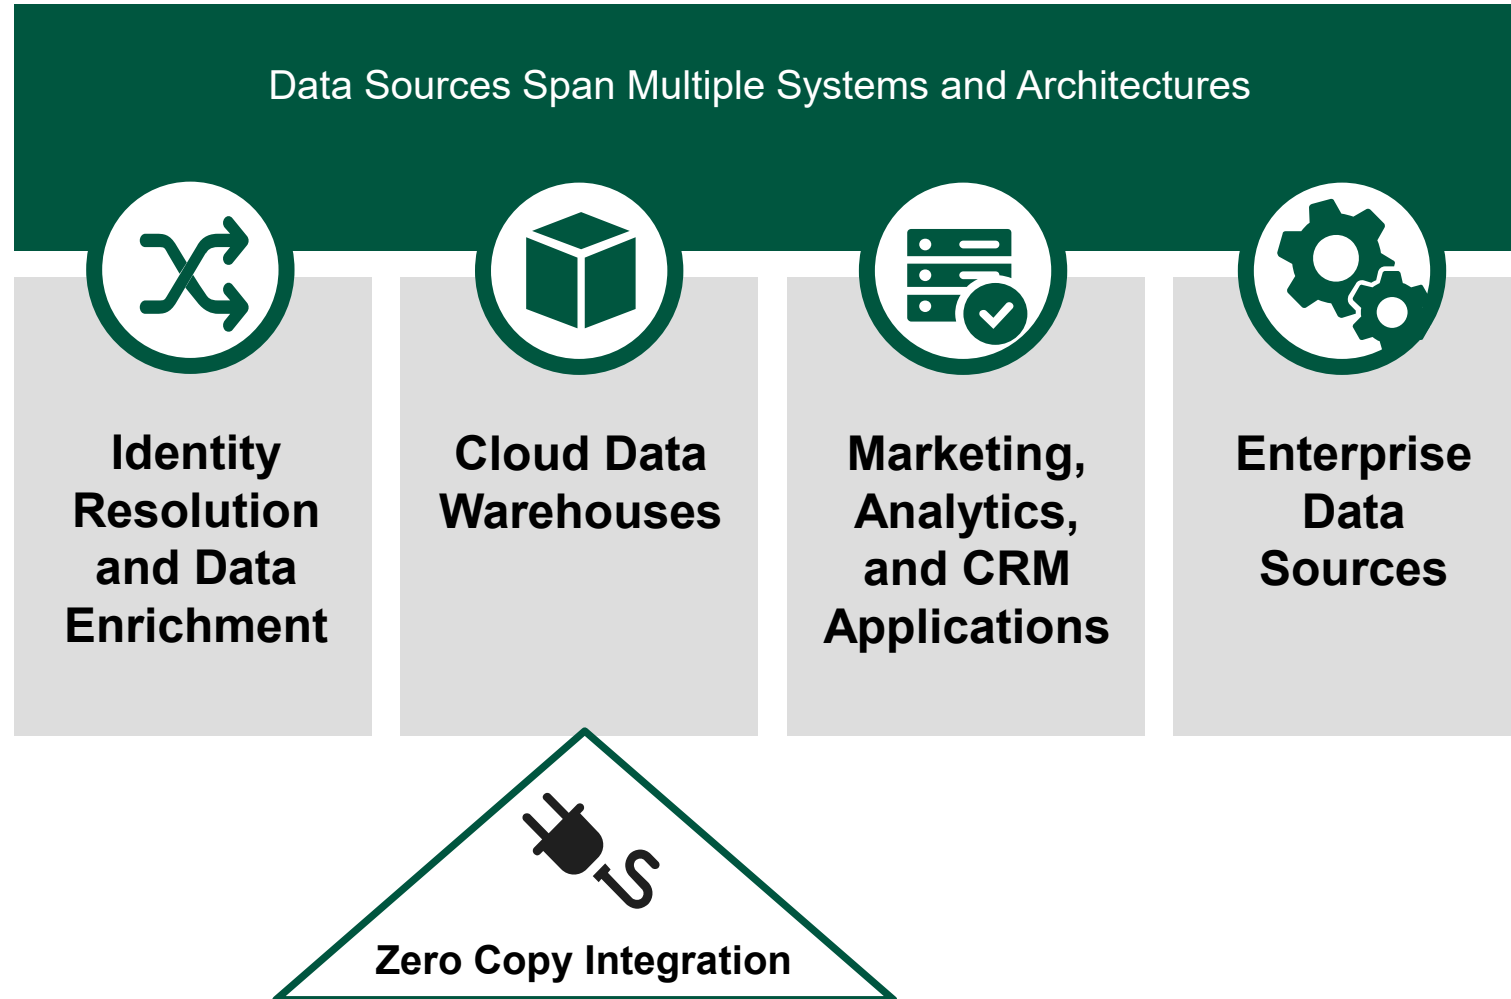 Data Sources Span Multiple Systems and Architectures
Identity
Resolution
and Data
Enrichment
Cloud Data
Warehouses
Marketing,
Analytics,
and CRM
Applications
Enterprise
Data
Sources
Zero Copy Integration